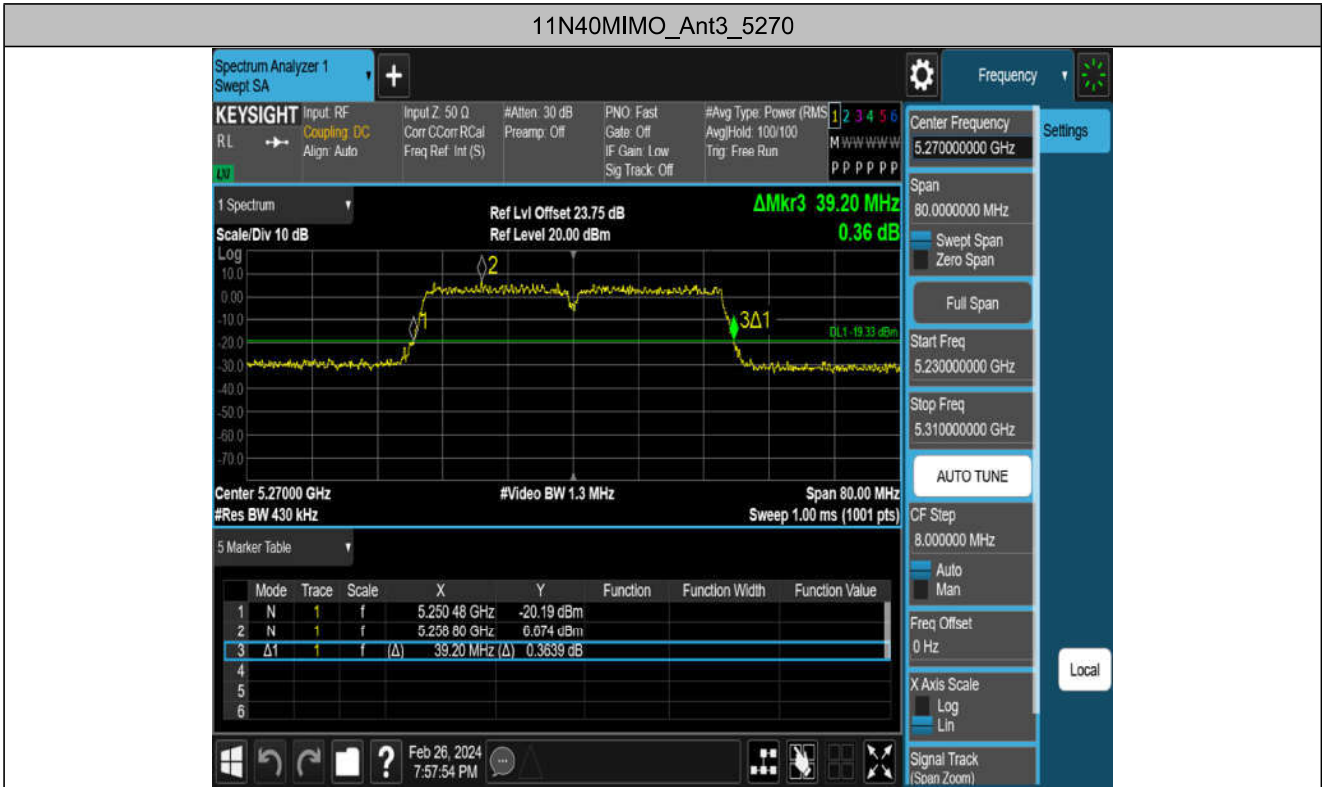 11N40MIMO_Ant3_5270
Spectrum Analyzer 1
Swept SA
+
Frequency
KEYSIGHT
RL
LXI
Input: RF
Coupling: DC
Align: Auto
Input Z: 50 Ω
Corr CCorr RCal
Freq Ref: Int (S)
#Atten: 30 dB
Preamp: Off
PNO: Fast
Gate: Off
IF Gain: Low
Sig Track: Off
#Avg Type: Power (RMS
Avg|Hold: 100/100
Trig: Free Run
1 2 3 4 5 6
M W W W W W
P P P P P P
1 Spectrum
Scale/Div 10 dB
Ref Lvl Offset 23.75 dB
Ref Level 20.00 dBm
ΔMkr3 39.20 MHz
0.36 dB
Log
10.0
0.00
-10.0
-20.0
-30.0
-40.0
-50.0
-60.0
-70.0
2
1
3Δ1
DL1 -19.33 dBm
Center 5.27000 GHz
#Res BW 430 kHz
#Video BW 1.3 MHz
Span 80.00 MHz
Sweep 1.00 ms (1001 pts)
5 Marker Table
Mode Trace Scale X Y Function Function Width Function Value
1 N 1 f 5.250 48 GHz -20.19 dBm
2 N 1 f 5.258 80 GHz 6.674 dBm
3 Δ1 1 f (Δ) 39.20 MHz (Δ) 0.3639 dB
4
5
6
Feb 26, 2024
7:57:54 PM
Center Frequency
5.270000000 GHz
Span
80.0000000 MHz
Swept Span
Zero Span
Full Span
Start Freq
5.230000000 GHz
Stop Freq
5.310000000 GHz
AUTO TUNE
CF Step
8.000000 MHz
Auto
Man
Freq Offset
0 Hz
X Axis Scale
Log
Lin
Signal Track
(Span Zoom)
Settings
Local